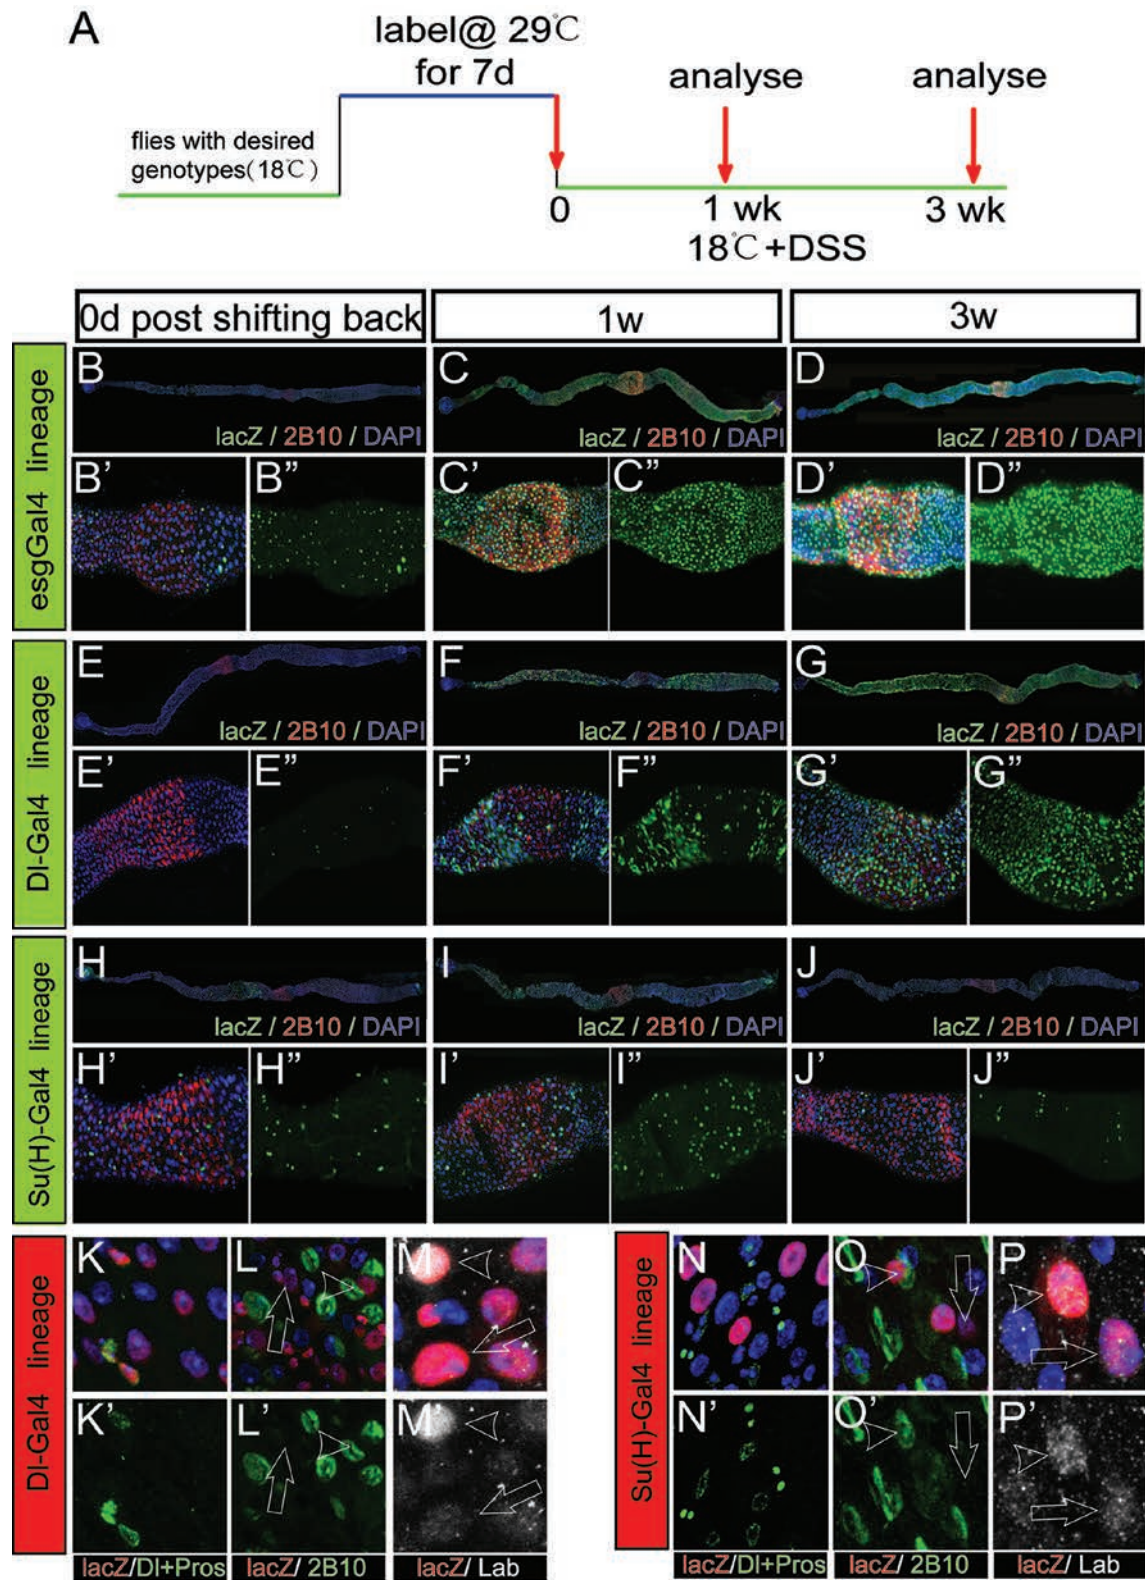 A
label@ 29℃
for 7d
analyse
analyse
flies with desired
genotypes(18℃)
0
1 wk
3 wk
18℃+DSS
0d post shifting back
1w
3w
esgGal4 lineage
B
lacZ / 2B10 / DAPI
C
lacZ / 2B10 / DAPI
D
lacZ / 2B10 / DAPI
B'
B"
C'
C"
D'
D"
Dl-Gal4 lineage
E
lacZ / 2B10 / DAPI
F
lacZ / 2B10 / DAPI
G
lacZ / 2B10 / DAPI
E'
E"
F'
F"
G'
G"
Su(H)-Gal4 lineage
H
lacZ / 2B10 / DAPI
I
lacZ / 2B10 / DAPI
J
lacZ / 2B10 / DAPI
H'
H"
I'
I"
J'
J"
Dl-Gal4 lineage
K
L
M
K'
L'
M'
lacZ/Dl+Pros
lacZ/ 2B10
lacZ/ Lab
Su(H)-Gal4 lineage
N
O
P
N'
O'
P'
lacZ/Dl+Pros
lacZ/ 2B10
lacZ/ Lab